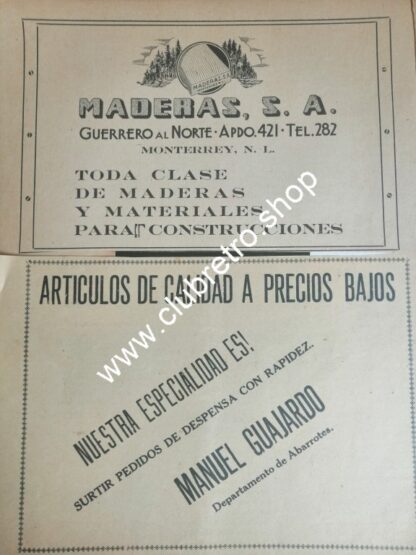 MADERAS, S. A.
MADERAS, S. A.
GUERRERO AL NORTE · APDO. 421 · TEL. 282
MONTERREY, N. L.
TODA CLASE
DE MADERAS
Y MATERIALES
PARA CONSTRUCCIONES
www.clubretro.shop
ARTICULOS DE CALIDAD A PRECIOS BAJOS
NUESTRA ESPECIALIDAD ES!
SURTIR PEDIDOS DE DESPENSA CON RAPIDEZ.
MANUEL GUAJARDO
Departamento de Abarrotes.